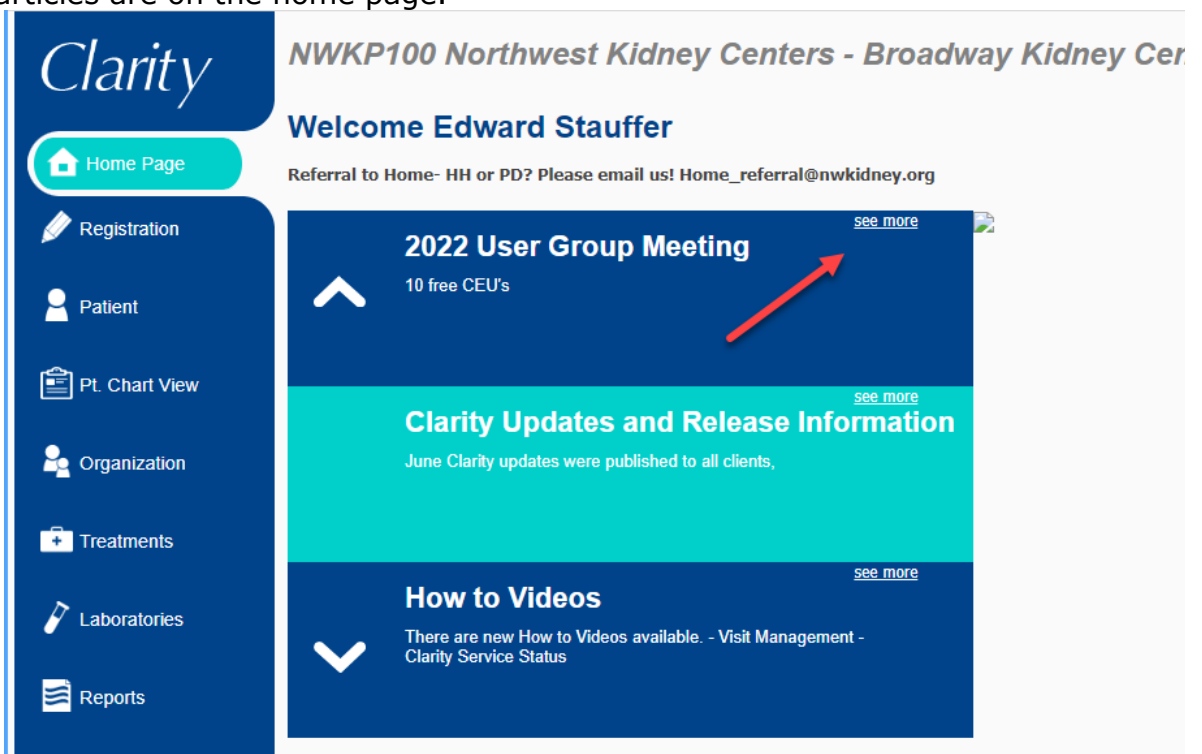 articles are on the home page.
Clarity
NWKP100 Northwest Kidney Centers - Broadway Kidney Cen
Welcome Edward Stauffer
Home Page
Referral to Home- HH or PD? Please email us! Home_referral@nwkidney.org
Registration
see more
2022 User Group Meeting
10 free CEU's
Patient
Pt. Chart View
see more
Clarity Updates and Release Information
June Clarity updates were published to all clients,
Organization
Treatments
see more
How to Videos
There are new How to Videos available. - Visit Management -
Clarity Service Status
Laboratories
Reports